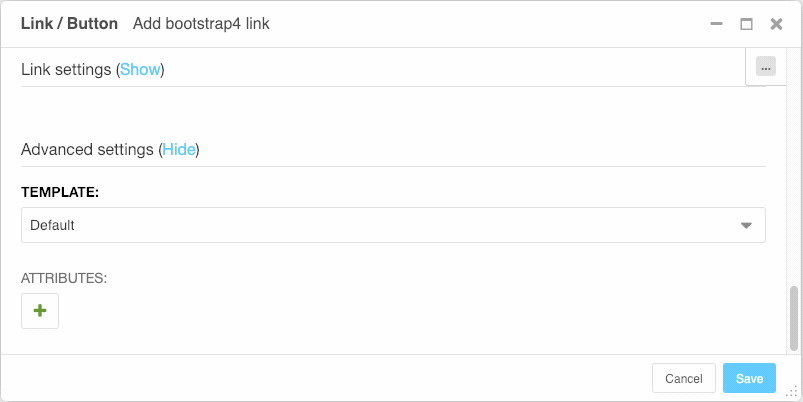 Link / Button Add bootstrap4 link
Link settings (Show)
...
Advanced settings (Hide)
TEMPLATE:
Default
ATTRIBUTES:
Cancel Save